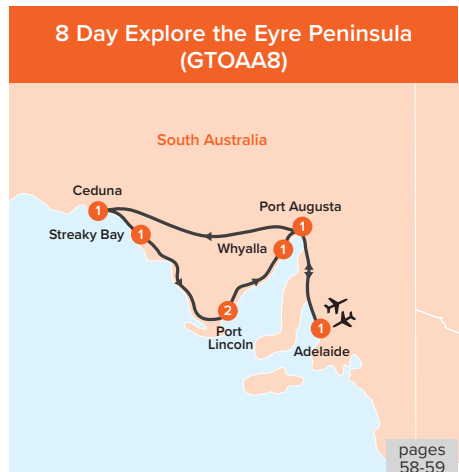 8 Day Explore the Eyre Peninsula
(GTOAA8)
South Australia
Ceduna
1
Port Augusta
1
Streaky Bay
1
Whyalla
1
2
Port
Lincoln
1
Adelaide
pages
58-59